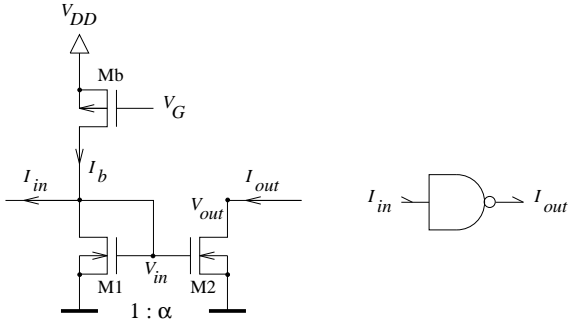 V_DD
Mb
V_G
I_in
I_b
I_out
V_out
I_in
I_out
V_in
M1
M2
1 : α